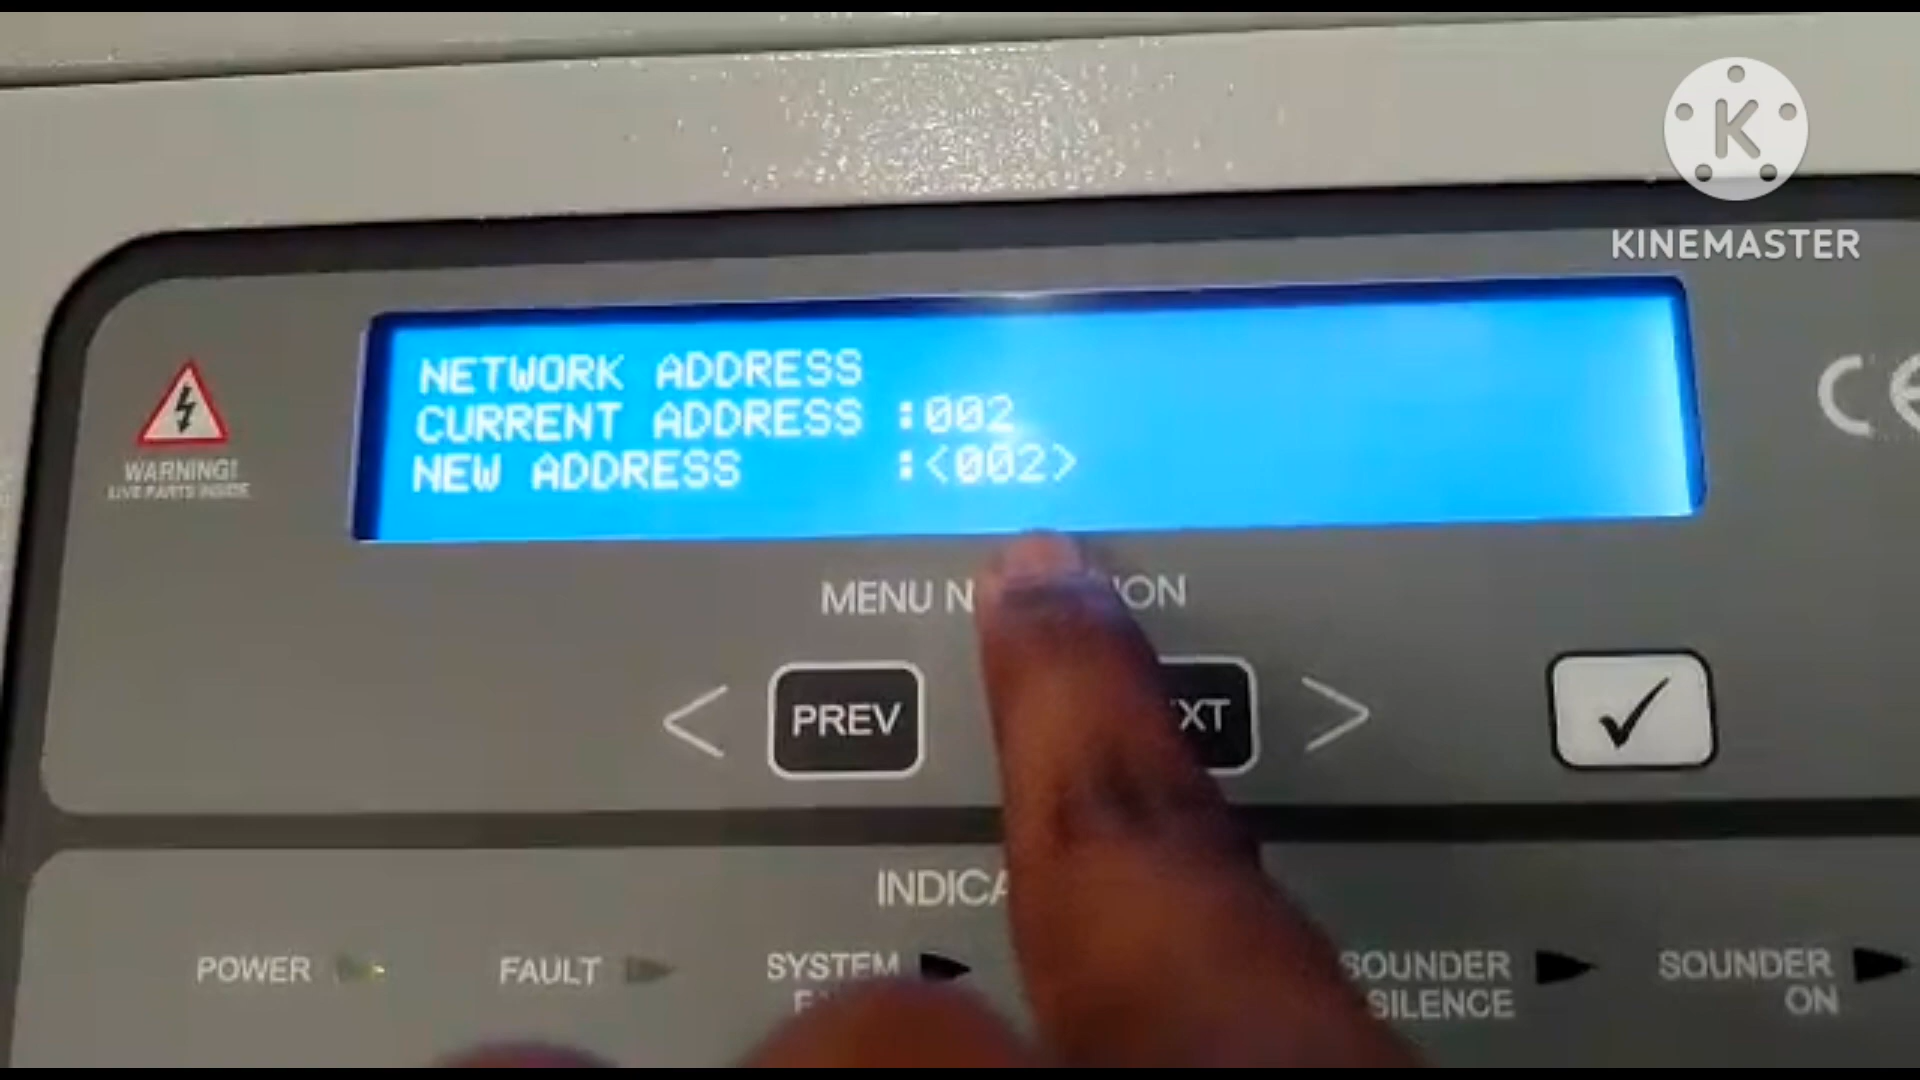 K
KINEMASTER
NETWORK ADDRESS
CURRENT ADDRESS :002
NEW ADDRESS :<002>
WARNING!
LIVE PARTS INSIDE
CE
MENU N ION
< PREV XT > ✓
INDICA
POWER
FAULT
SYSTEM
SOUNDER
SILENCE
SOUNDER
ON